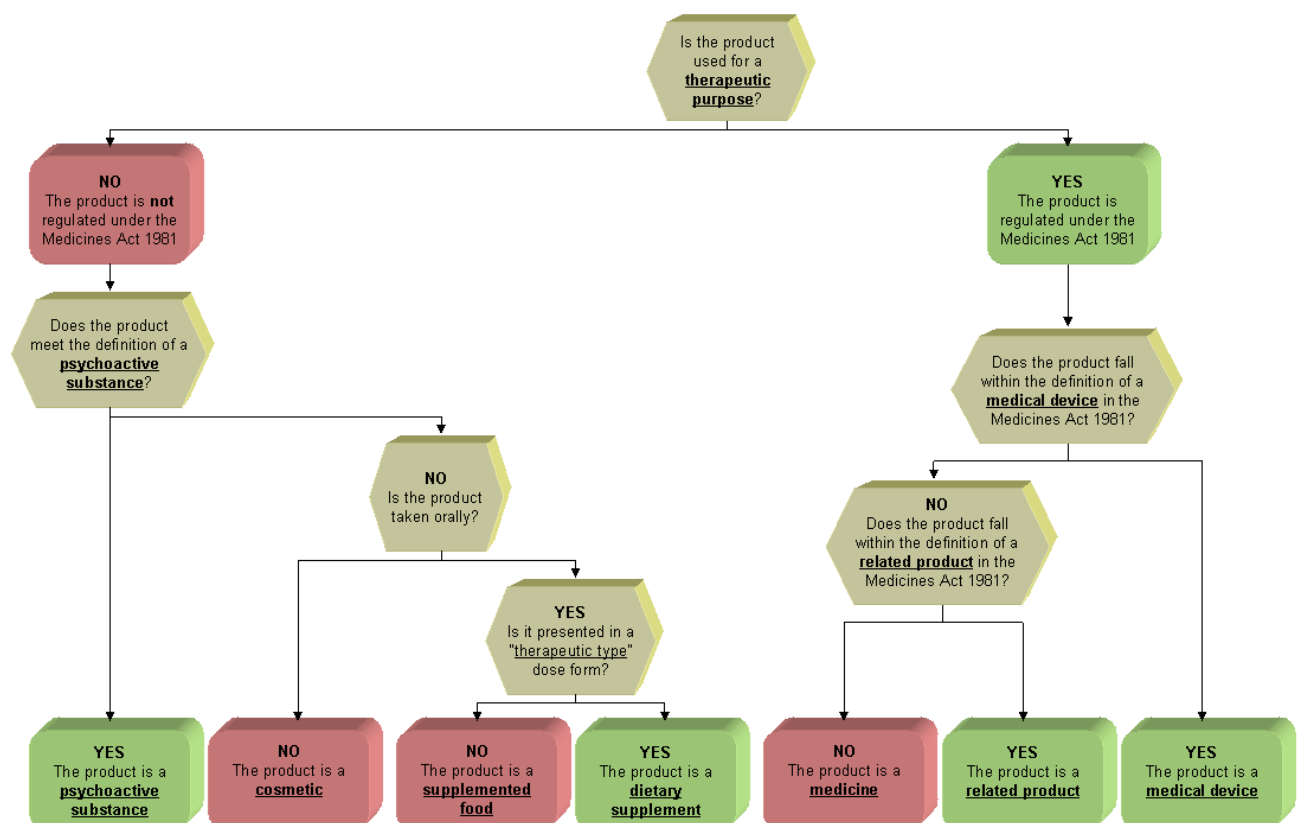 Is the product
used for a
therapeutic
purpose?
NO
The product is not
regulated under the
Medicines Act 1981
YES
The product is
regulated under the
Medicines Act 1981
Does the product
meet the definition of a
psychoactive
substance?
Does the product fall
within the definition of a
medical device in the
Medicines Act 1981?
NO
Is the product
taken orally?
NO
Does the product fall
within the definition of a
related product in the
Medicines Act 1981?
YES
Is it presented in a
"therapeutic type"
dose form?
YES
The product is a
psychoactive
substance
NO
The product is a
cosmetic
NO
The product is a
supplemented
food
YES
The product is a
dietary
supplement
NO
The product is a
medicine
YES
The product is a
related product
YES
The product is a
medical device